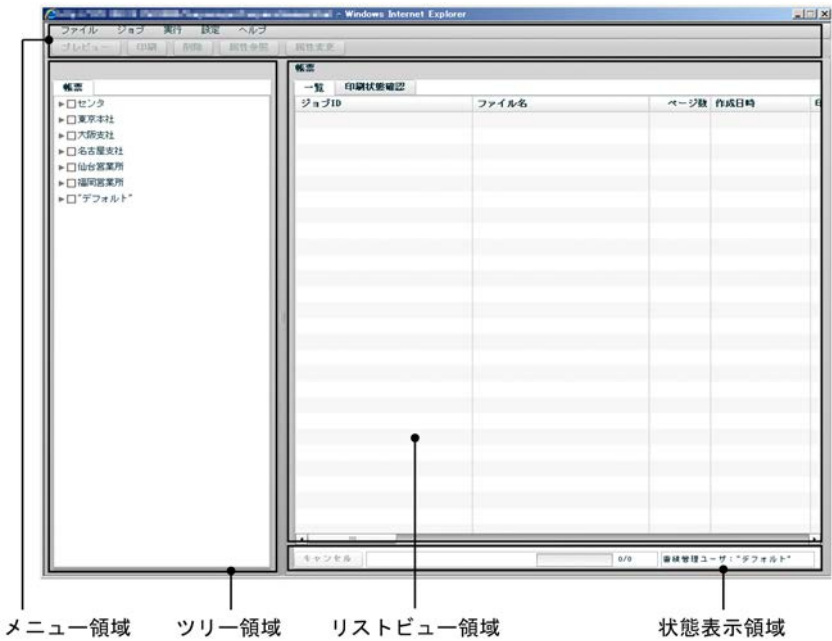 - Windows Internet Explorer
ファイル ジョブ 実行 設定 ヘルプ
プレビュー 印刷 削除 属性参照 属性変更
帳票
帳票
一覧 印刷状態確認
ジョブID ファイル名 ページ数 作成日時
▶□センタ
▶□東京本社
▶□大阪支社
▶□名古屋支社
▶□仙台営業所
▶□福岡営業所
▶□"デフォルト"
キャンセル 0/0 蓄積管理ユーザ:"デフォルト"
メニュー領域 ツリー領域 リストビュー領域 状態表示領域